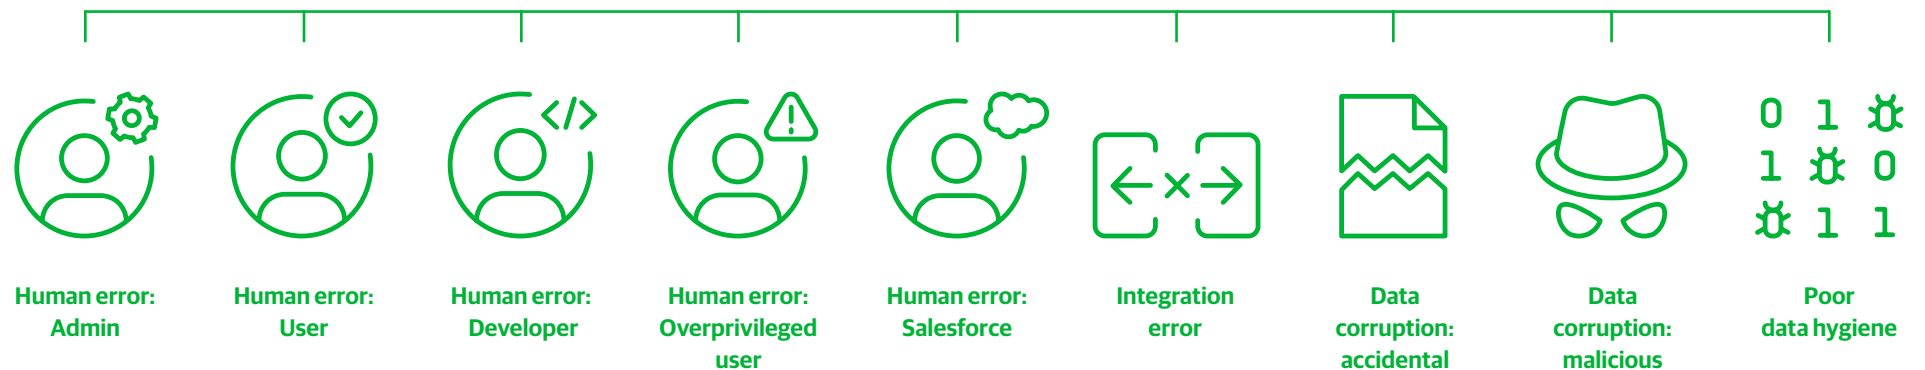 </>
0 1
1 0
1 1
Human error:
Admin
Human error:
User
Human error:
Developer
Human error:
Overprivileged
user
Human error:
Salesforce
Integration
error
Data
corruption:
accidental
Data
corruption:
malicious
Poor
data hygiene